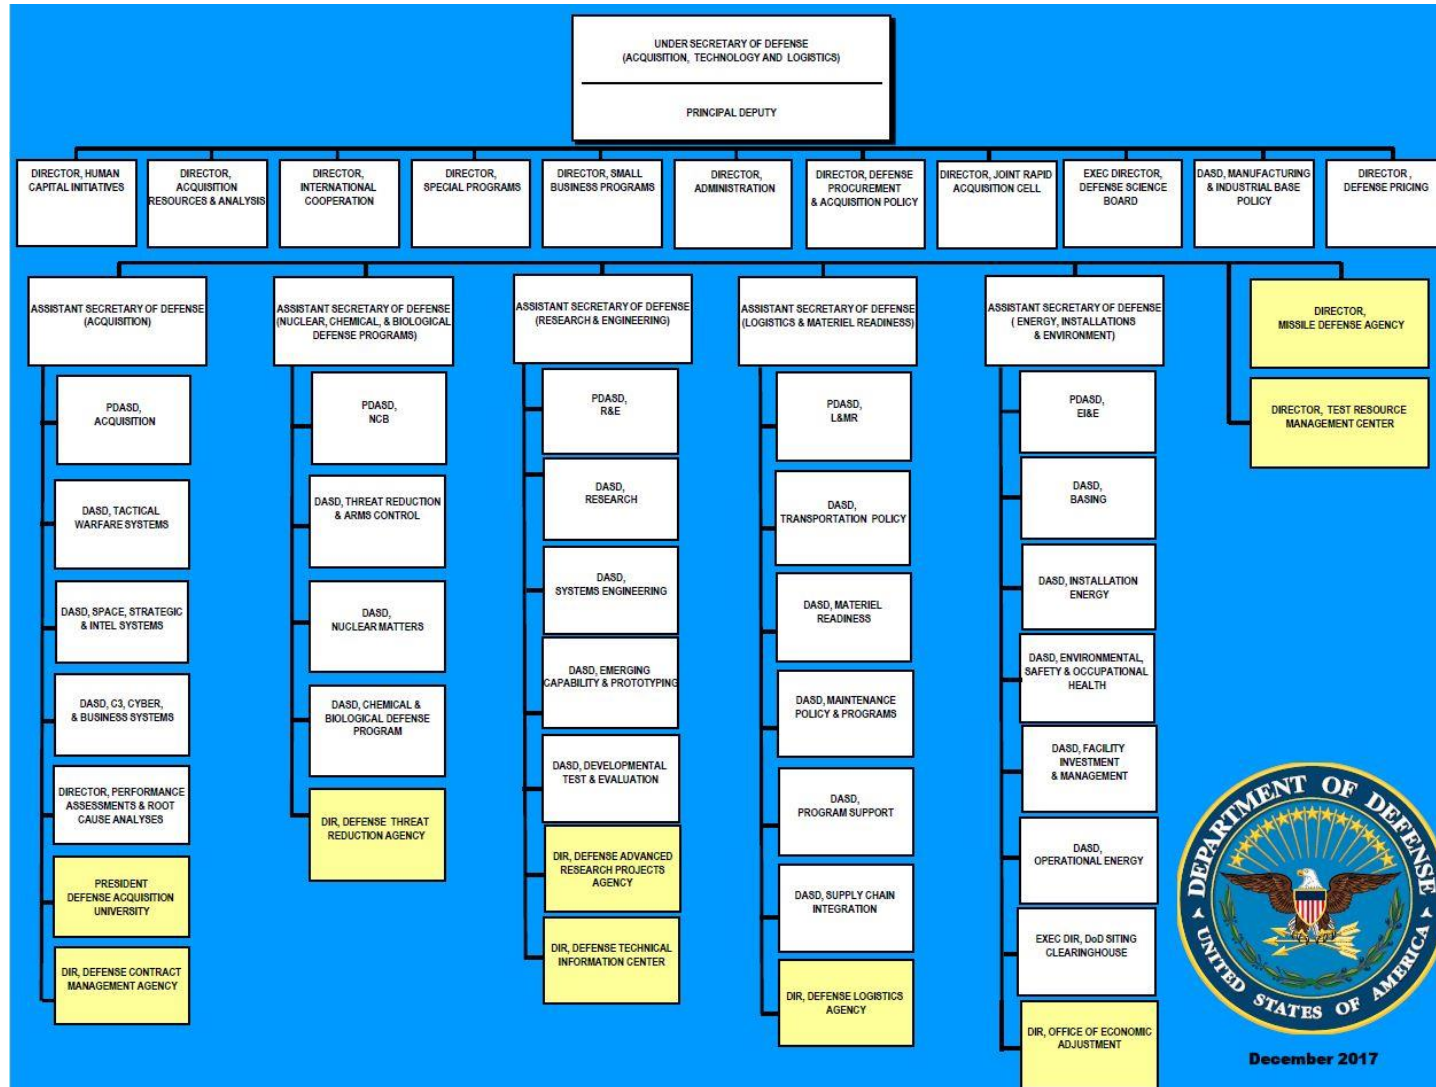 UNDER SECRETARY OF DEFENSE
(ACQUISITION, TECHNOLOGY AND LOGISTICS)
PRINCIPAL DEPUTY
DIRECTOR, HUMAN
CAPITAL INITIATIVES
DIRECTOR,
ACQUISITION
RESOURCES & ANALYSIS
DIRECTOR,
INTERNATIONAL
COOPERATION
DIRECTOR,
SPECIAL PROGRAMS
DIRECTOR, SMALL
BUSINESS PROGRAMS
DIRECTOR,
ADMINISTRATION
DIRECTOR, DEFENSE
PROCUREMENT
& ACQUISITION POLICY
DIRECTOR, JOINT RAPID
ACQUISITION CELL
EXEC DIRECTOR,
DEFENSE SCIENCE
BOARD
DASD, MANUFACTURING
& INDUSTRIAL BASE
POLICY
DIRECTOR ,
DEFENSE PRICING
ASSISTANT SECRETARY OF DEFENSE
(ACQUISITION)
PDASD,
ACQUISITION
DASD, TACTICAL
WARFARE SYSTEMS
DASD, SPACE, STRATEGIC
& INTEL SYSTEMS
DASD, C3, CYBER,
& BUSINESS SYSTEMS
DIRECTOR, PERFORMANCE
ASSESSMENTS & ROOT
CAUSE ANALYSES
PRESIDENT
DEFENSE ACQUISITION
UNIVERSITY
DIR, DEFENSE CONTRACT
MANAGEMENT AGENCY
ASSISTANT SECRETARY OF DEFENSE
(NUCLEAR, CHEMICAL, & BIOLOGICAL
DEFENSE PROGRAMS)
PDASD,
NCB
DASD, THREAT REDUCTION
& ARMS CONTROL
DASD,
NUCLEAR MATTERS
DASD, CHEMICAL &
BIOLOGICAL DEFENSE
PROGRAM
DIR, DEFENSE THREAT
REDUCTION AGENCY
ASSISTANT SECRETARY OF DEFENSE
(RESEARCH & ENGINEERING)
PDASD,
R&E
DASD,
RESEARCH
DASD,
SYSTEMS ENGINEERING
DASD, EMERGING
CAPABILITY & PROTOTYPING
DASD, DEVELOPMENTAL
TEST & EVALUATION
DIR, DEFENSE ADVANCED
RESEARCH PROJECTS
AGENCY
DIR, DEFENSE TECHNICAL
INFORMATION CENTER
ASSISTANT SECRETARY OF DEFENSE
(LOGISTICS & MATERIEL READINESS)
PDASD,
L&MR
DASD,
TRANSPORTATION POLICY
DASD, MATERIEL
READINESS
DASD, MAINTENANCE
POLICY & PROGRAMS
DASD,
PROGRAM SUPPORT
DASD, SUPPLY CHAIN
INTEGRATION
DIR, DEFENSE LOGISTICS
AGENCY
ASSISTANT SECRETARY OF DEFENSE
( ENERGY, INSTALLATIONS
& ENVIRONMENT)
PDASD,
EI&E
DASD,
BASING
DASD, INSTALLATION
ENERGY
DASD, ENVIRONMENTAL,
SAFETY & OCCUPATIONAL
HEALTH
DASD, FACILITY
INVESTMENT
& MANAGEMENT
DASD,
OPERATIONAL ENERGY
EXEC DIR, DoD SITING
CLEARINGHOUSE
DIR, OFFICE OF ECONOMIC
ADJUSTMENT
DIRECTOR,
MISSILE DEFENSE AGENCY
DIRECTOR, TEST RESOURCE
MANAGEMENT CENTER
DEPARTMENT OF DEFENSE
UNITED STATES OF AMERICA
December 2017